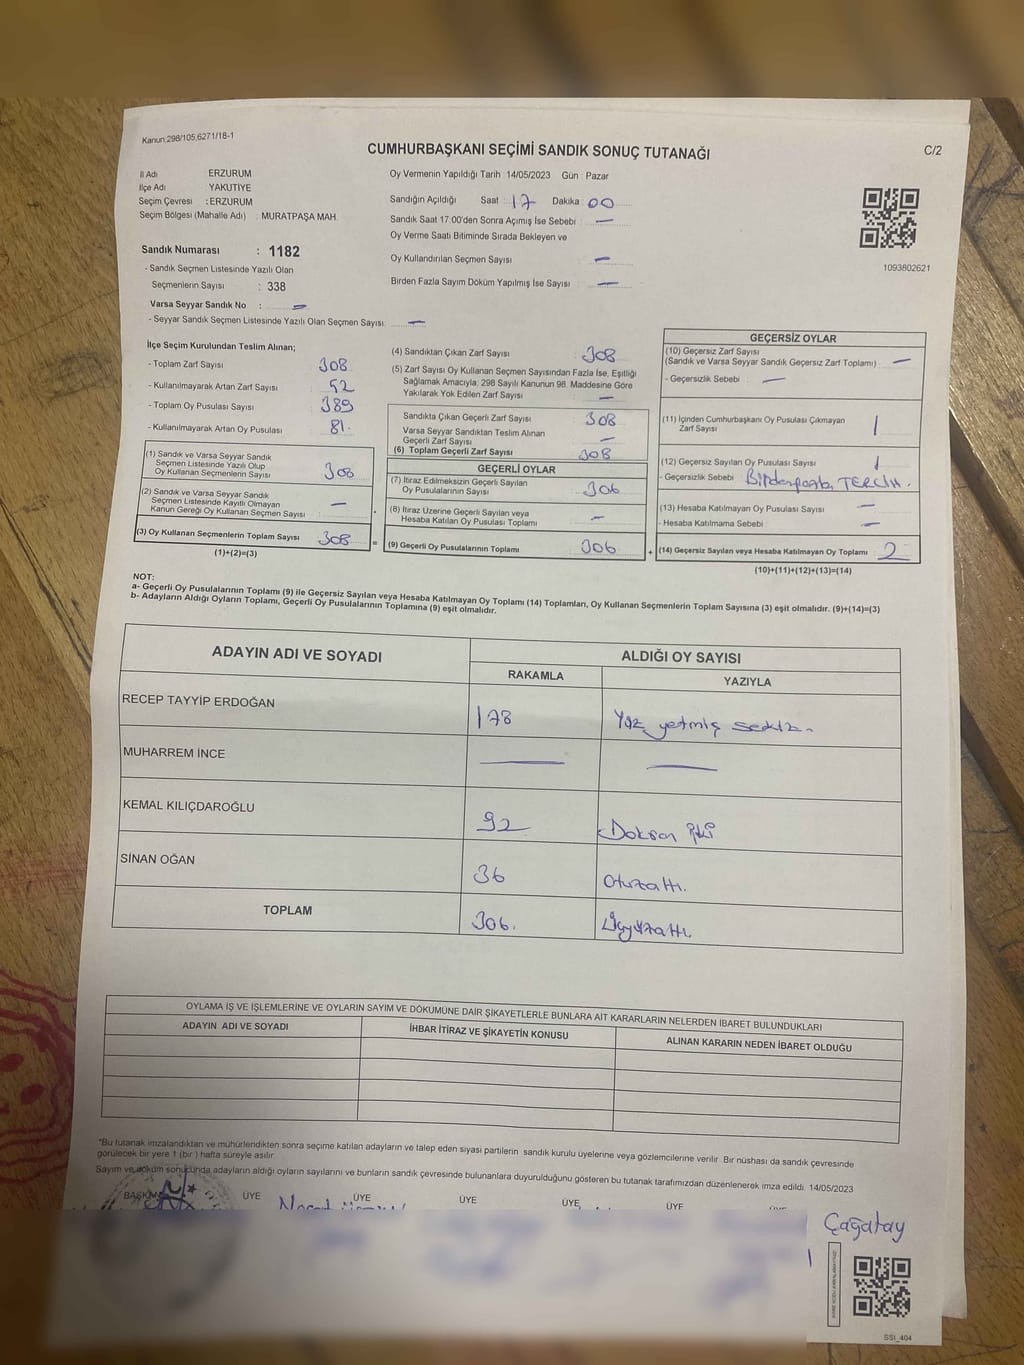 Kanun:298/105,6271/18-1
CUMHURBAŞKANI SEÇİMİ SANDIK SONUÇ TUTANAĞI
C/2
İl Adı ERZURUM
İlçe Adı YAKUTİYE
Seçim Çevresi : ERZURUM
Seçim Bölgesi (Mahalle Adı) : MURATPAŞA MAH.
Oy Vermenin Yapıldığı Tarih 14/05/2023 Gün : Pazar
Sandığın Açıldığı Saat : 17 Dakika : 00
Sandık Saat 17:00'den Sonra Açımış İse Sebebi : —
Oy Verme Saati Bitiminde Sırada Bekleyen ve
Oy Kullandırılan Seçmen Sayısı : —
Birden Fazla Sayım Döküm Yapılmış İse Sayısı : —
1093802621
Sandık Numarası : 1182
- Sandık Seçmen Listesinde Yazılı Olan
Seçmenlerin Sayısı : 338
Varsa Seyyar Sandık No : —
- Seyyar Sandık Seçmen Listesinde Yazılı Olan Seçmen Sayısı: —
İlçe Seçim Kurulundan Teslim Alınan;
- Toplam Zarf Sayısı 308
- Kullanılmayarak Artan Zarf Sayısı 52
- Toplam Oy Pusulası Sayısı 389
- Kullanılmayarak Artan Oy Pusulası 81.
(1) Sandık ve Varsa Seyyar Sandık
Seçmen Listesinde Yazılı Olup
Oy Kullanan Seçmenlerin Sayısı 308
(2) Sandık ve Varsa Seyyar Sandık
Seçmen Listesinde Kayıtlı Olmayan
Kanun Gereği Oy Kullanan Seçmen Sayısı : —
(3) Oy Kullanan Seçmenlerin Toplam Sayısı 308
(1)+(2)=(3)
(4) Sandıktan Çıkan Zarf Sayısı : 308
(5) Zarf Sayısı Oy Kullanan Seçmen Sayısından Fazla İse, Eşitliği
Sağlamak Amacıyla; 298 Sayılı Kanunun 98. Maddesine Göre
Yakılarak Yok Edilen Zarf Sayısı : —
Sandıkta Çıkan Geçerli Zarf Sayısı : 308
Varsa Seyyar Sandıktan Teslim Alınan
Geçerli Zarf Sayısı : —
(6) Toplam Geçerli Zarf Sayısı : 308
GEÇERLİ OYLAR
(7) İtiraz Edilmeksizin Geçerli Sayılan
Oy Pusulalarının Sayısı : 306
(8) İtiraz Üzerine Geçerli Sayılan veya
Hesaba Katılan Oy Pusulası Toplamı : —
(9) Geçerli Oy Pusulalarının Toplamı 306
GEÇERSİZ OYLAR
(10) Geçersiz Zarf Sayısı
(Sandık ve Varsa Seyyar Sandık Geçersiz Zarf Toplamı) : —
- Geçersizlik Sebebi : —
(11) İçinden Cumhurbaşkanı Oy Pusulası Çıkmayan
Zarf Sayısı 1
(12) Geçersiz Sayılan Oy Pusulası Sayısı : 1
- Geçersizlik Sebebi TERCİH.
(13) Hesaba Katılmayan Oy Pusulası Sayısı : —
- Hesaba Katılmama Sebebi : —
(14) Geçersiz Sayılan veya Hesaba Katılmayan Oy Toplamı : 2
(10)+(11)+(12)+(13)=(14)
NOT:
a- Geçerli Oy Pusulalarının Toplamı (9) ile Geçersiz Sayılan veya Hesaba Katılmayan Oy Toplamı (14) Toplamları, Oy Kullanan Seçmenlerin Toplam Sayısına (3) eşit olmalıdır. (9)+(14)=(3)
b- Adayların Aldığı Oyların Toplamı, Geçerli Oy Pusulalarının Toplamına (9) eşit olmalıdır.
ADAYIN ADI VE SOYADI ALDIĞI OY SAYISI
RAKAMLA YAZIYLA
RECEP TAYYİP ERDOĞAN 178 Yüz yetmiş sekiz.
MUHARREM İNCE — —
KEMAL KILIÇDAROĞLU 92 Doksan iki
SİNAN OĞAN 36 Otuzaltı.
TOPLAM 306. Üçyüzaltı.
OYLAMA İŞ VE İŞLEMLERİNE VE OYLARIN SAYIM VE DÖKÜMÜNE DAİR ŞİKAYETLERLE BUNLARA AİT KARARLARIN NELERDEN İBARET BULUNDUKLARI
ADAYIN ADI VE SOYADI İHBAR İTİRAZ VE ŞİKAYETİN KONUSU ALINAN KARARIN NEDEN İBARET OLDUĞU
*Bu tutanak imzalandıktan ve mühürlendikten sonra seçime katılan adayların ve talep eden siyasi partilerin sandık kurulu üyelerine veya gözlemcilerine verilir. Bir nüshası da sandık çevresinde
görülecek bir yere 1 (bir ) hafta süreyle asılır.
Sayım ve döküm sonucunda adayların aldığı oyların sayılarını ve bunların sandık çevresinde bulunanlara duyurulduğunu gösteren bu tutanak tarafımızdan düzenlenerek imza edildi. 14/05/2023
BAŞKAN ÜYE ÜYE ÜYE ÜYE ÜYE
Çağatay
SSI_404